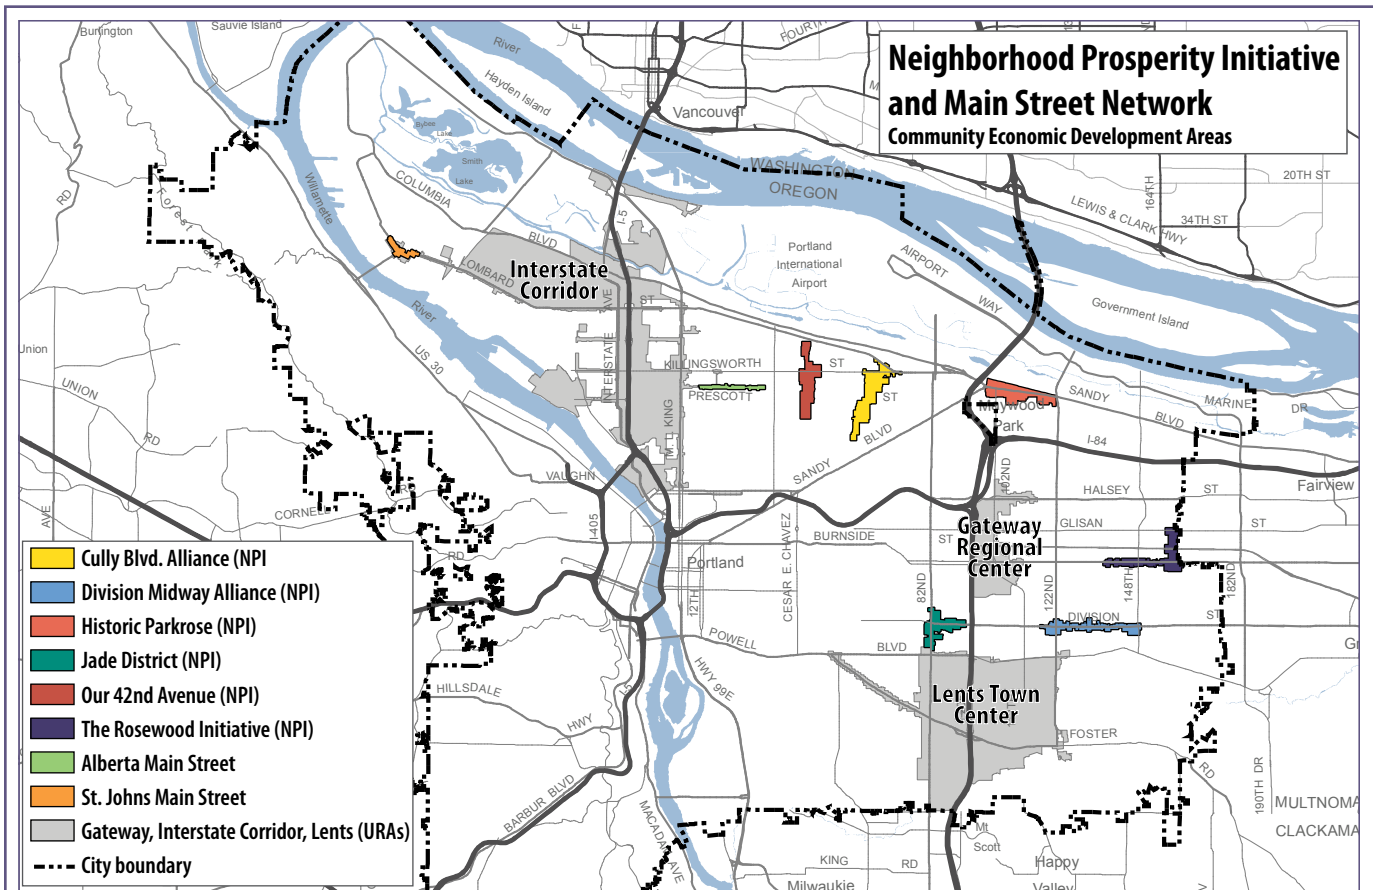 Neighborhood Prosperity Initiative
and Main Street Network
Community Economic Development Areas
Burlington
Sauvie Island
River
Hayden Island
FOURTH
Vancouver
Bybee
Lake
Smith
Lake
WASHINGTON
OREGON
164TH
20TH ST
LEWIS & CLARK HWY
34TH ST
RD
Forest Park
Willamette
COLUMBIA
BLVD
I-5
LOMBARD
AVE
ST
Interstate
Corridor
Portland
International
Airport
AIRPORT
WAY
Government Island
River
US 30
Union
UNION
RD
INTERSTATE
KILLINGSWORTH
ST
PRESCOTT
ST
M L KING
SANDY
BLVD
Maywood
Park
SANDY
BLVD
MARINE
DR
I-84
VAUGHN
CORNELL
RD
AVE
I-405
102ND
HALSEY
ST
Fairview
GLISAN
ST
BURNSIDE
ST
Gateway
Regional
Center
Portland
CESAR E. CHAVEZ
12TH
82ND
122ND
148TH
182ND
RD
DIVISION
ST
POWELL
BLVD
HWY 99E
I-5
HILLSDALE
HWY
Lents Town
Center
FOSTER
RD
190TH DR
BARBUR BLVD
MACADAM AVE
MULTNOMA
CLACKAMA
Mt
Scott
KING
RD
Milwaukie
Happy
Valley
Cully Blvd. Alliance (NPI
Division Midway Alliance (NPI)
Historic Parkrose (NPI)
Jade District (NPI)
Our 42nd Avenue (NPI)
The Rosewood Initiative (NPI)
Alberta Main Street
St. Johns Main Street
Gateway, Interstate Corridor, Lents (URAs)
City boundary